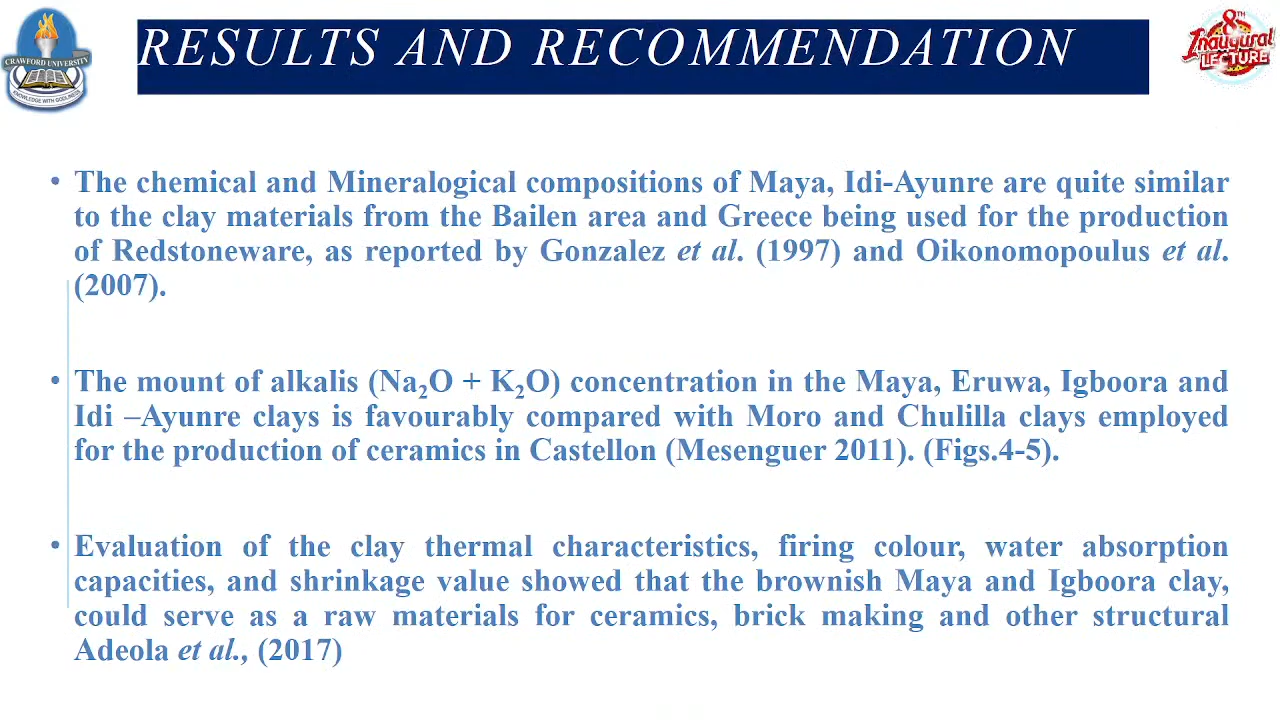 RESULTS AND RECOMMENDATION
CRAWFORD UNIVERSITY
KNOWLEDGE WITH GODLINESS
8TH
Inaugural
LECTURE
• The chemical and Mineralogical compositions of Maya, Idi-Ayunre are quite similar
to the clay materials from the Bailen area and Greece being used for the production
of Redstoneware, as reported by Gonzalez et al. (1997) and Oikonomopoulus et al.
(2007).
• The mount of alkalis (Na₂O + K₂O) concentration in the Maya, Eruwa, Igboora and
Idi –Ayunre clays is favourably compared with Moro and Chulilla clays employed
for the production of ceramics in Castellon (Mesenguer 2011). (Figs.4-5).
• Evaluation of the clay thermal characteristics, firing colour, water absorption
capacities, and shrinkage value showed that the brownish Maya and Igboora clay,
could serve as a raw materials for ceramics, brick making and other structural
Adeola et al., (2017)